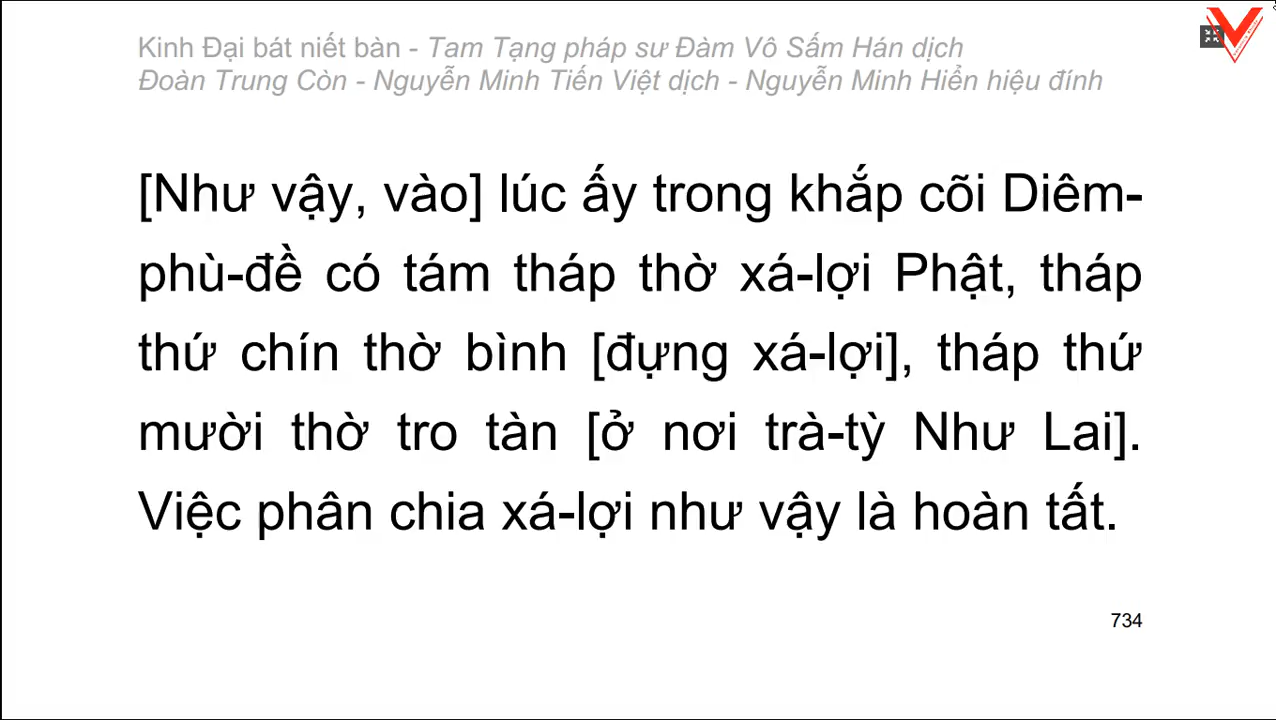 Kinh Đại bát niết bàn - Tam Tạng pháp sư Đàm Vô Sấm Hán dịch
Đoàn Trung Còn - Nguyễn Minh Tiến Việt dịch - Nguyễn Minh Hiển hiệu đính
[Như vậy, vào] lúc ấy trong khắp cõi Diêm-
phù-đề có tám tháp thờ xá-lợi Phật, tháp
thứ chín thờ bình [đựng xá-lợi], tháp thứ
mười thờ tro tàn [ở nơi trà-tỳ Như Lai].
Việc phân chia xá-lợi như vậy là hoàn tất.
734